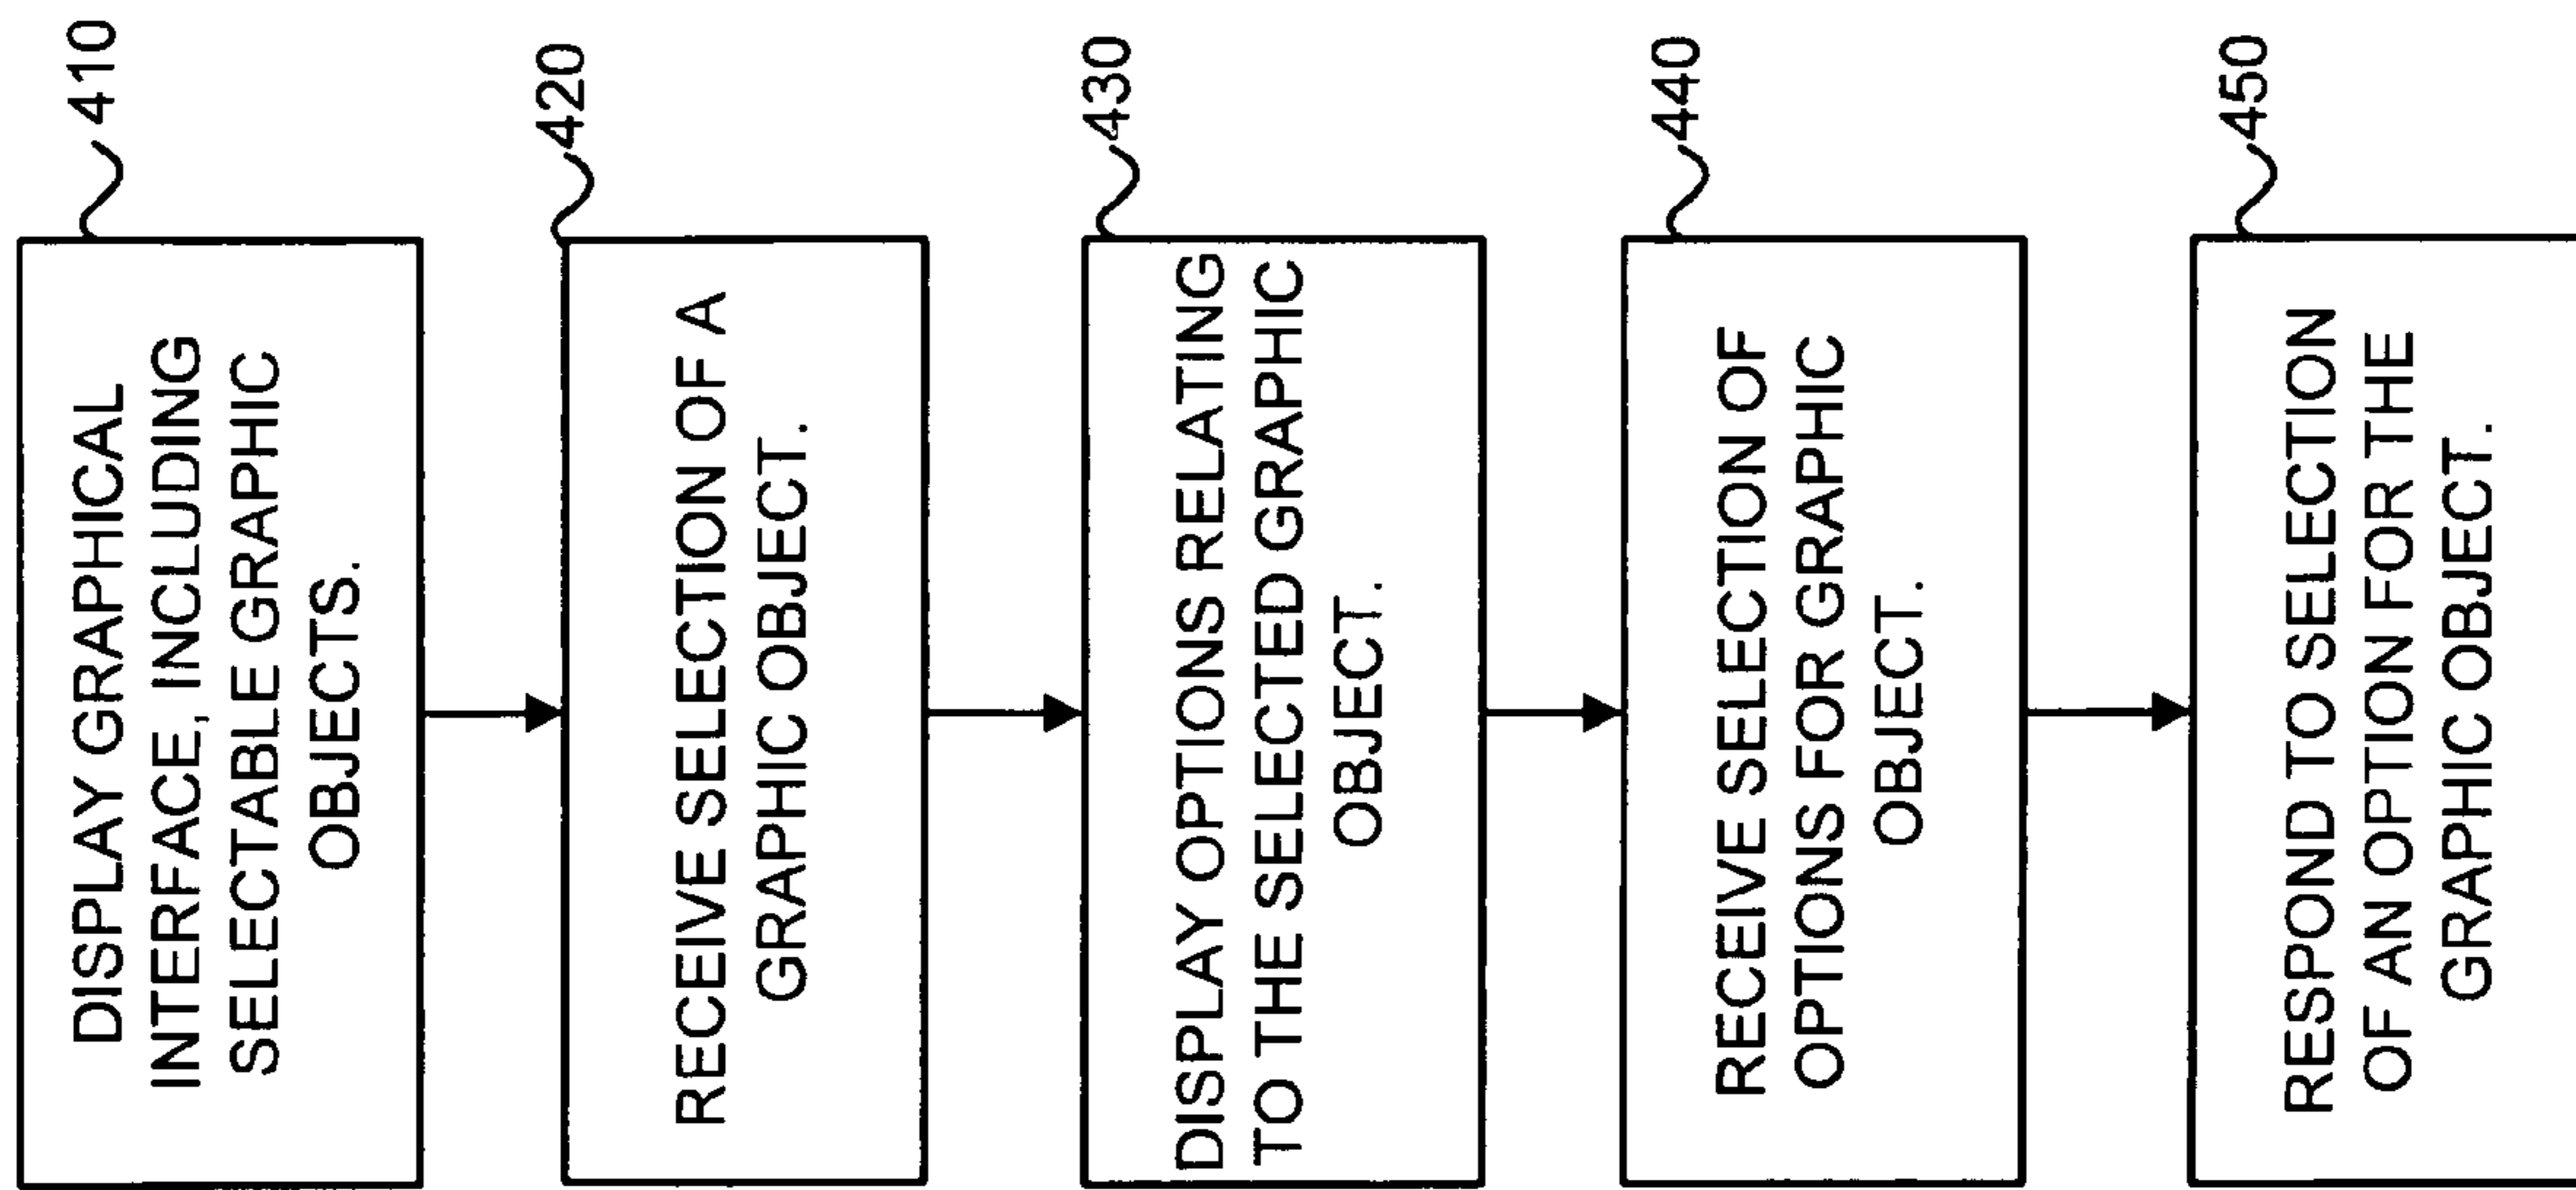 DISPLAY GRAPHICAL
INTERFACE, INCLUDING
SELECTABLE GRAPHIC
OBJECTS.
410
RECEIVE SELECTION OF A
GRAPHIC OBJECT.
420
DISPLAY OPTIONS RELATING
TO THE SELECTED GRAPHIC
OBJECT.
430
RECEIVE SELECTION OF
OPTIONS FOR GRAPHIC
OBJECT.
440
RESPOND TO SELECTION
OF AN OPTION FOR THE
GRAPHIC OBJECT.
450